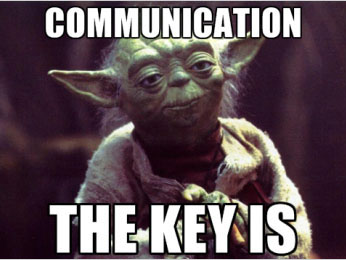 COMMUNICATION
THE KEY IS